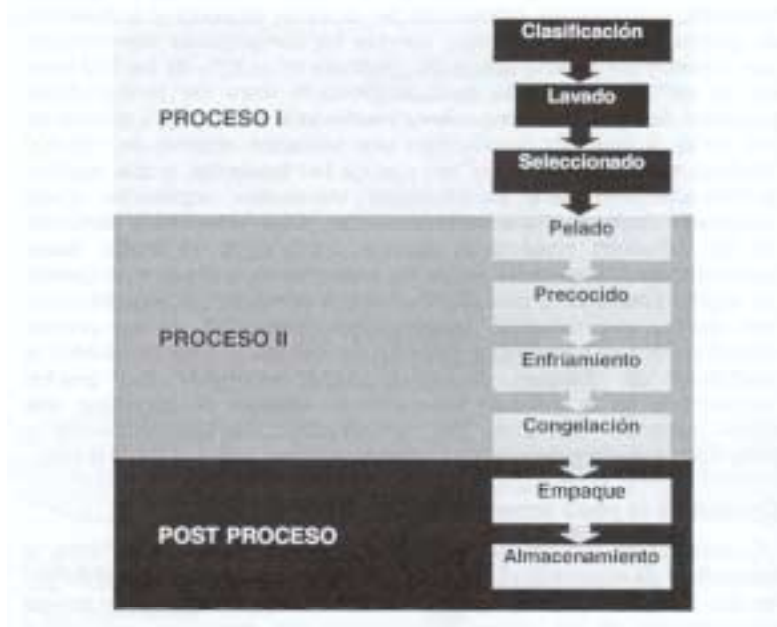 Clasificación
Lavado
PROCESO I
Seleccionado
Pelado
Precocido
PROCESO II
Enfriamiento
Congelación
Empaque
POST PROCESO
Almacenamiento